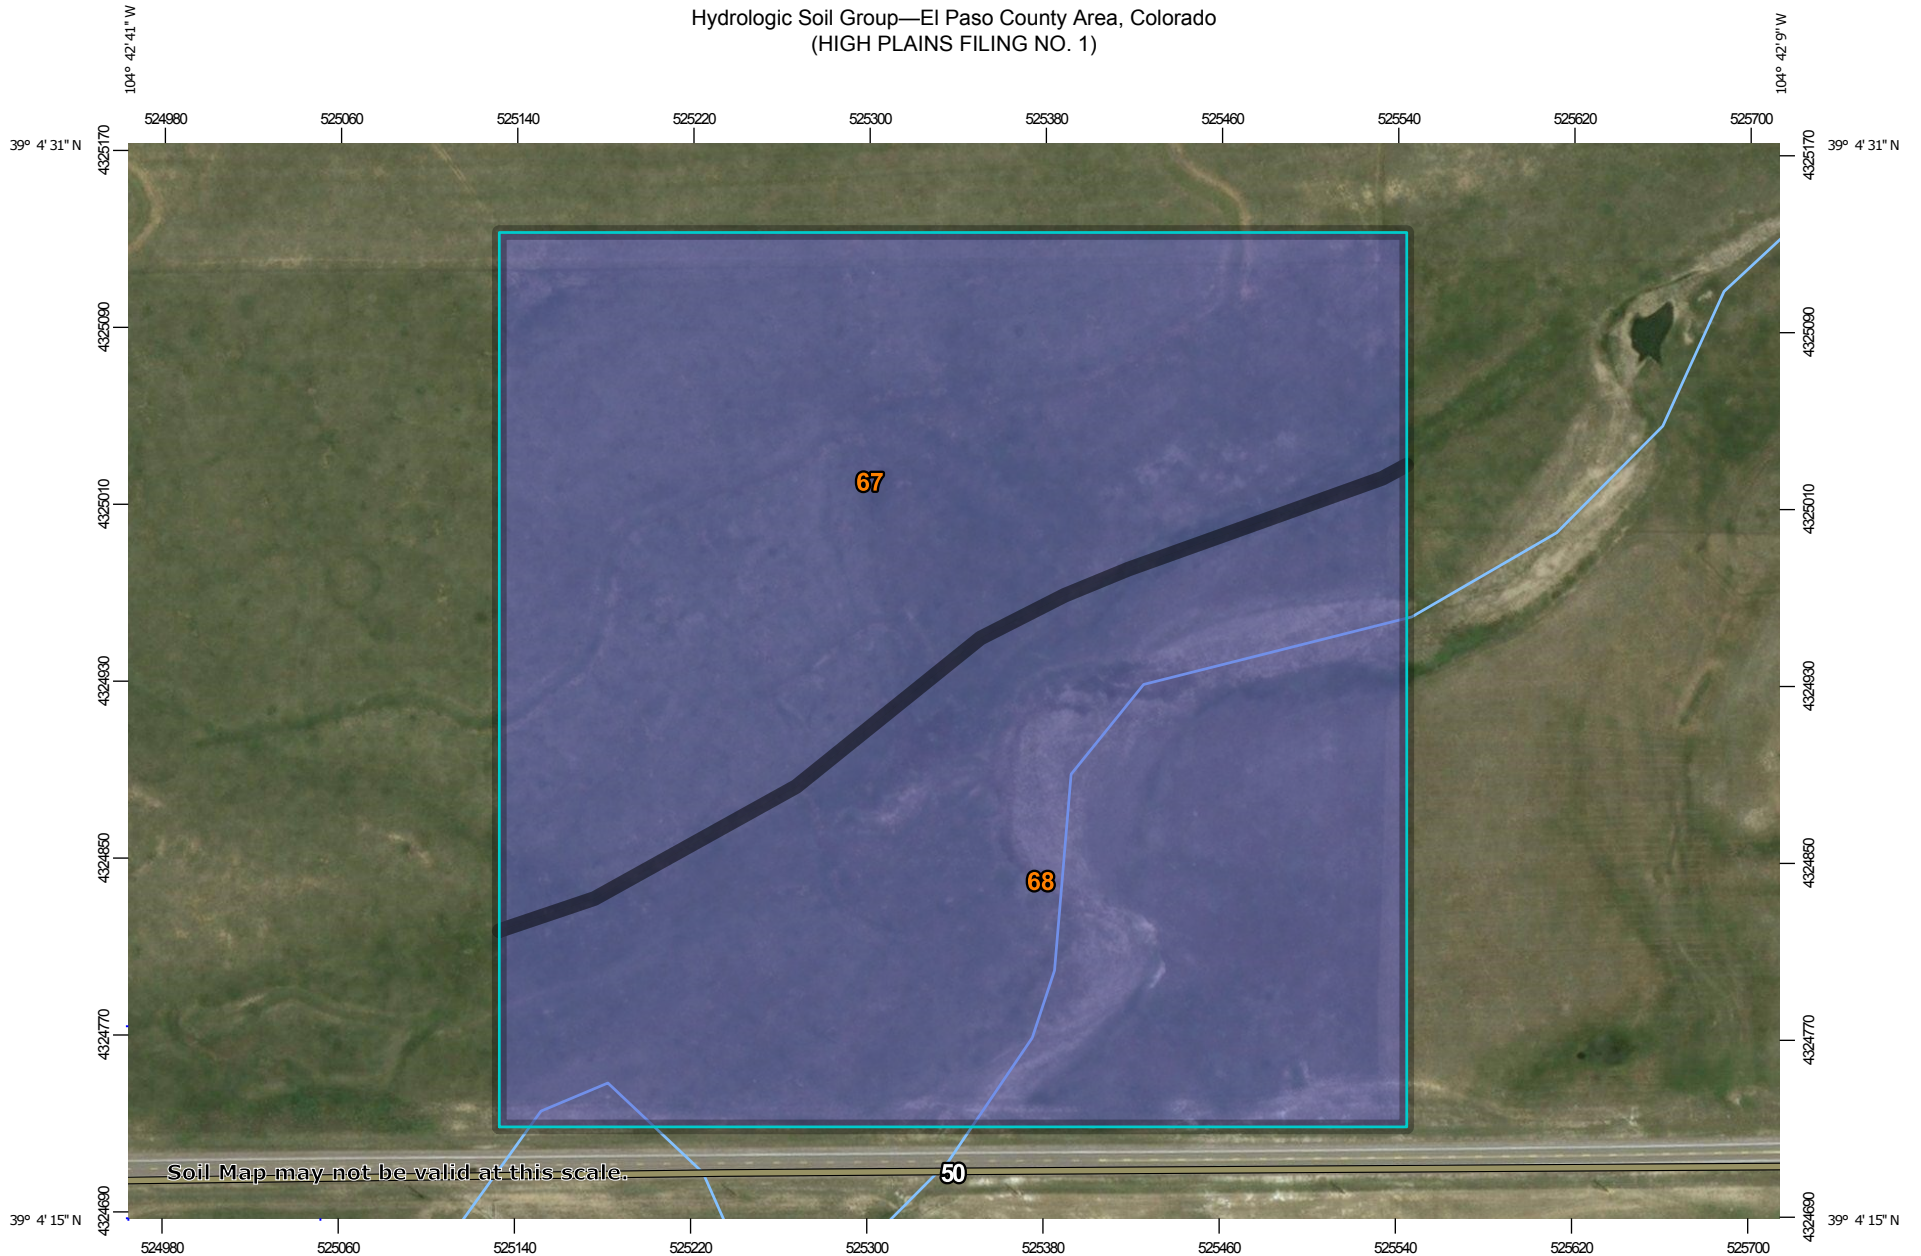 Hydrologic Soil Group—El Paso County Area, Colorado
(HIGH PLAINS FILING NO. 1)
104° 42' 41" W
104° 42' 9" W
524980 525060 525140 525220 525300 525380 525460 525540 525620 525700
39° 4' 31" N
39° 4' 31" N
4325170
4325170
4325090
4325090
67
4325010
4325010
4324930
4324930
4324850
4324850
68
4324770
4324770
Soil Map may not be valid at this scale.
50
4324690
4324690
39° 4' 15" N
39° 4' 15" N
524980 525060 525140 525220 525300 525380 525460 525540 525620 525700